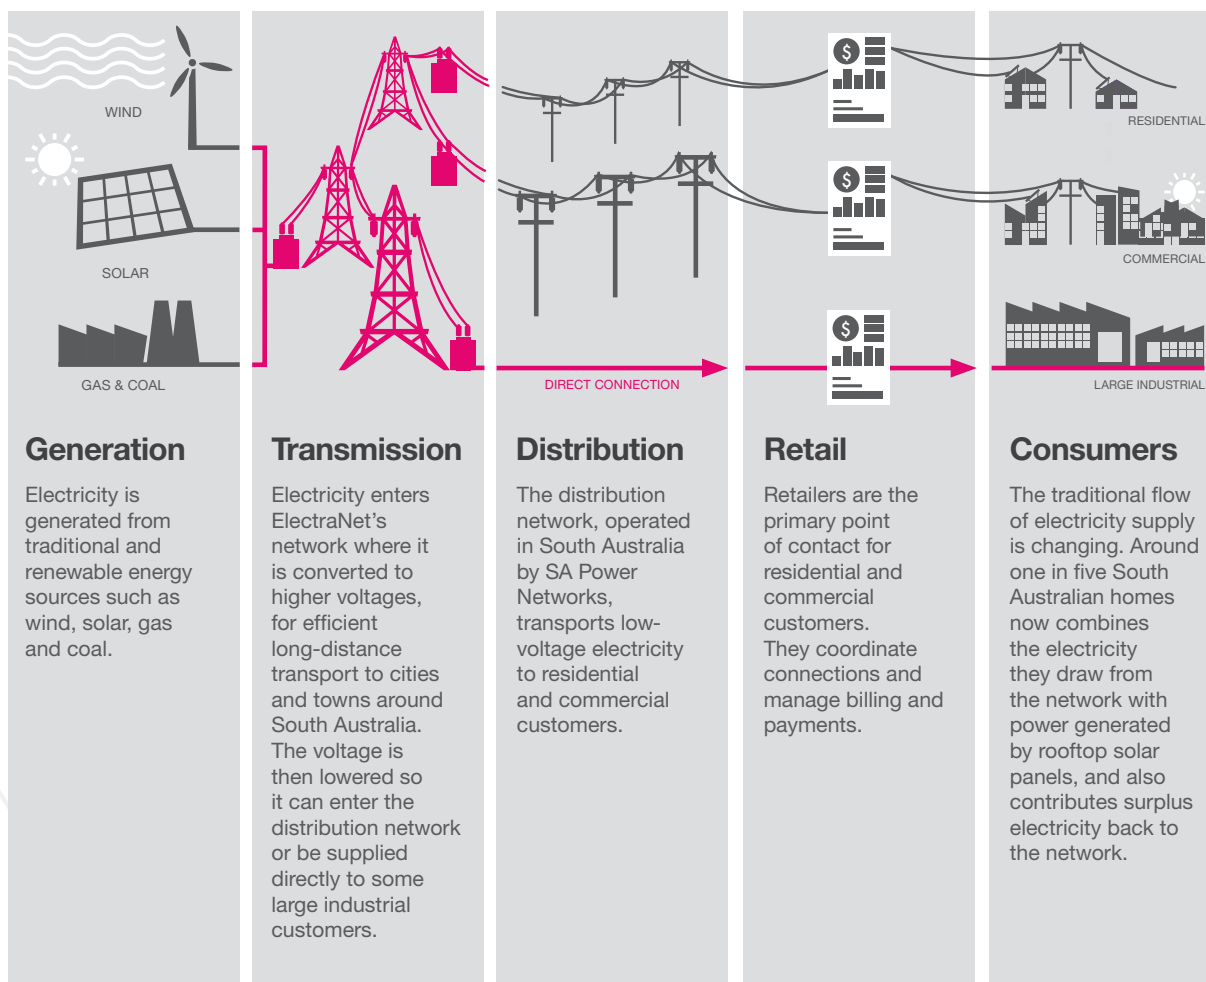 WIND
SOLAR
GAS & COAL
$
$
$
DIRECT CONNECTION
RESIDENTIAL
COMMERCIAL
LARGE INDUSTRIAL
Generation
Electricity is
generated from
traditional and
renewable energy
sources such as
wind, solar, gas
and coal.
Transmission
Electricity enters
ElectraNet’s
network where it
is converted to
higher voltages,
for efficient
long-distance
transport to cities
and towns around
South Australia.
The voltage is
then lowered so
it can enter the
distribution network
or be supplied
directly to some
large industrial
customers.
Distribution
The distribution
network, operated
in South Australia
by SA Power
Networks,
transports low-
voltage electricity
to residential
and commercial
customers.
Retail
Retailers are the
primary point
of contact for
residential and
commercial
customers.
They coordinate
connections and
manage billing and
payments.
Consumers
The traditional flow
of electricity supply
is changing. Around
one in five South
Australian homes
now combines
the electricity
they draw from
the network with
power generated
by rooftop solar
panels, and also
contributes surplus
electricity back to
the network.